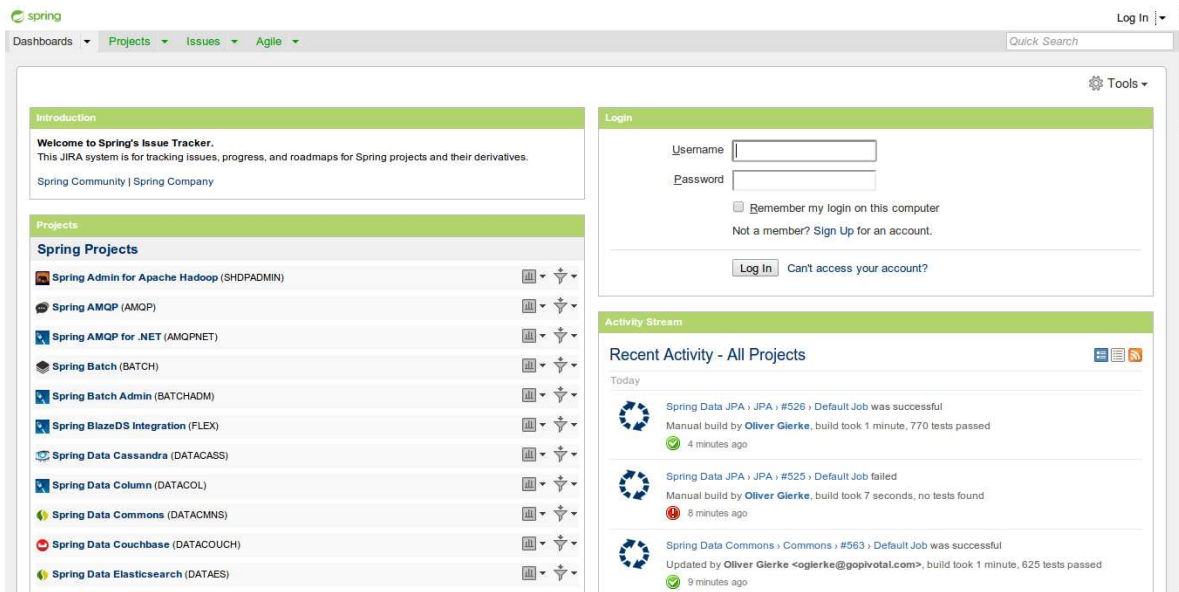 spring
Log In
Dashboards Projects Issues Agile Quick Search
Tools
Introduction
Welcome to Spring's Issue Tracker.
This JIRA system is for tracking issues, progress, and roadmaps for Spring projects and their derivatives.
Spring Community | Spring Company
Projects
Spring Projects
Spring Admin for Apache Hadoop (SHDPADMIN)
Spring AMQP (AMQP)
Spring AMQP for .NET (AMQPNET)
Spring Batch (BATCH)
Spring Batch Admin (BATCHADM)
Spring BlazeDS Integration (FLEX)
Spring Data Cassandra (DATACASS)
Spring Data Column (DATACOL)
Spring Data Commons (DATACMNS)
Spring Data Couchbase (DATACOUCH)
Spring Data Elasticsearch (DATAES)
Login
Username
Password
Remember my login on this computer
Not a member? Sign Up for an account.
Log In Can't access your account?
Activity Stream
Recent Activity - All Projects
Today
Spring Data JPA › JPA › #526 › Default Job was successful
Manual build by Oliver Gierke, build took 1 minute, 770 tests passed
4 minutes ago
Spring Data JPA › JPA › #525 › Default Job failed
Manual build by Oliver Gierke, build took 7 seconds, no tests found
8 minutes ago
Spring Data Commons › Commons › #563 › Default Job was successful
Updated by Oliver Gierke <ogierke@gopivotal.com>, build took 1 minute, 625 tests passed
9 minutes ago